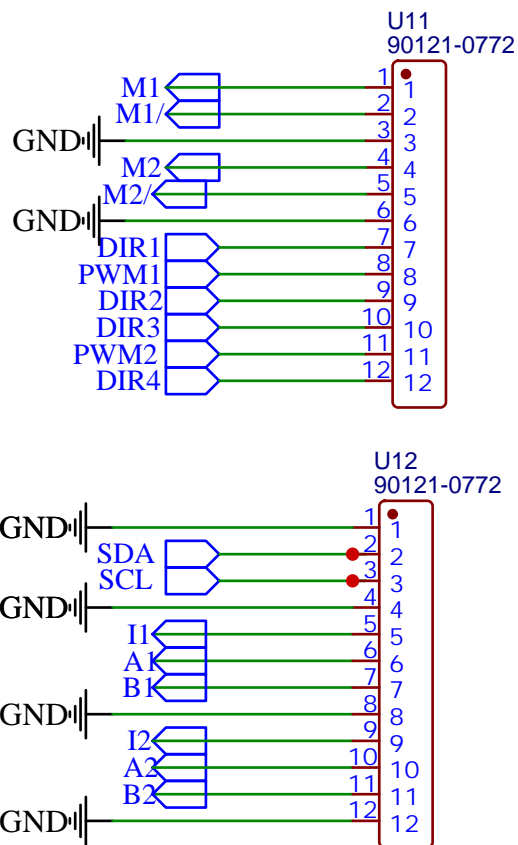 U11
90121-0772
M1 1 1
M1/ 2 2
GND 3 3
M2 4 4
M2/ 5 5
GND 6 6
DIR1 7 7
PWM1 8 8
DIR2 9 9
DIR3 10 10
PWM2 11 11
DIR4 12 12
U12
90121-0772
GND 1 1
SDA 2 2
SCL 3 3
GND 4 4
I1 5 5
A1 6 6
B1 7 7
GND 8 8
I2 9 9
A2 10 10
B2 11 11
GND 12 12